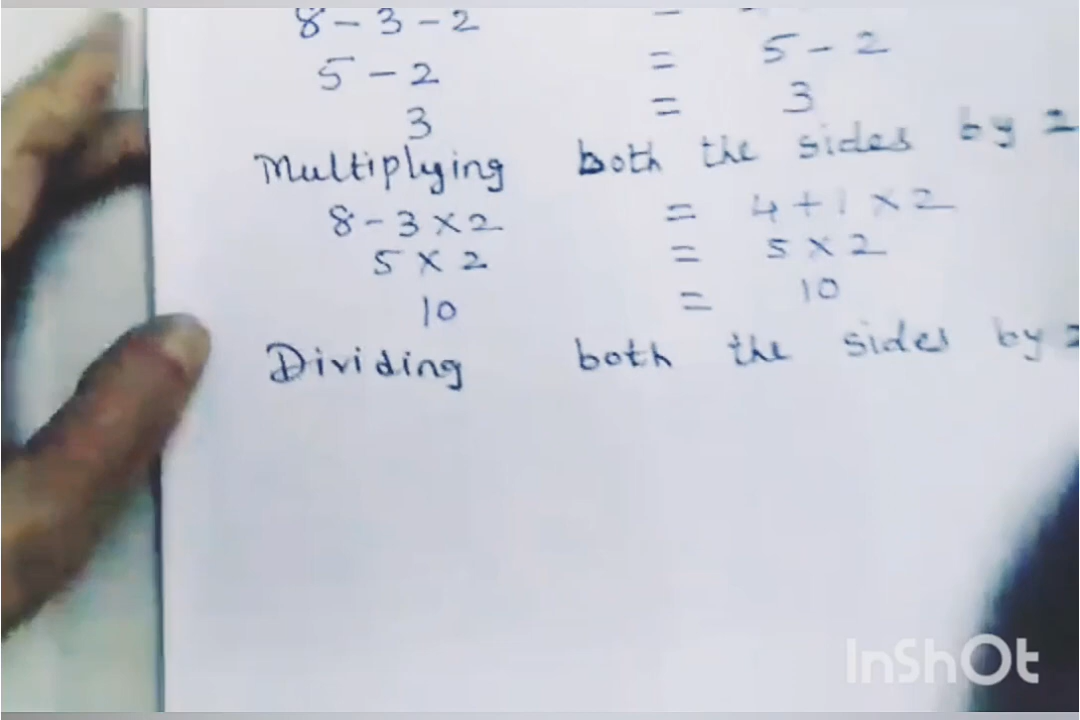 8 - 3 - 2 =
5 - 2 = 5 - 2
3 = 3
Multiplying both the sides by 2
8 - 3 × 2 = 4 + 1 × 2
5 × 2 = 5 × 2
10 = 10
Dividing both the sides by
InShOt